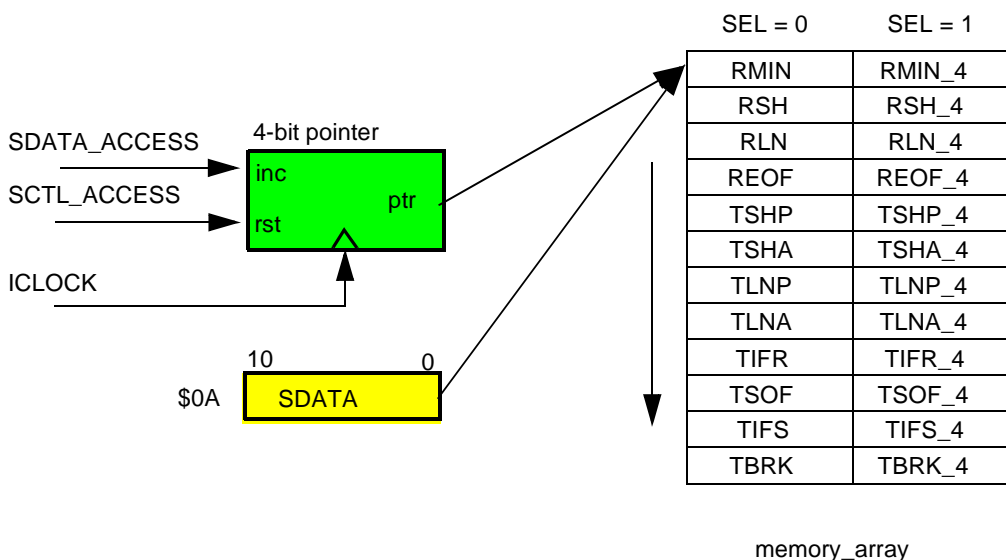 SEL = 0 SEL = 1
RMIN RMIN_4
RSH RSH_4
RLN RLN_4
REOF REOF_4
TSHP TSHP_4
TSHA TSHA_4
TLNP TLNP_4
TLNA TLNA_4
TIFR TIFR_4
TSOF TSOF_4
TIFS TIFS_4
TBRK TBRK_4
memory_array
4-bit pointer
SDATA_ACCESS
inc
SCTL_ACCESS
ptr
rst
ICLOCK
10 0
$0A SDATA